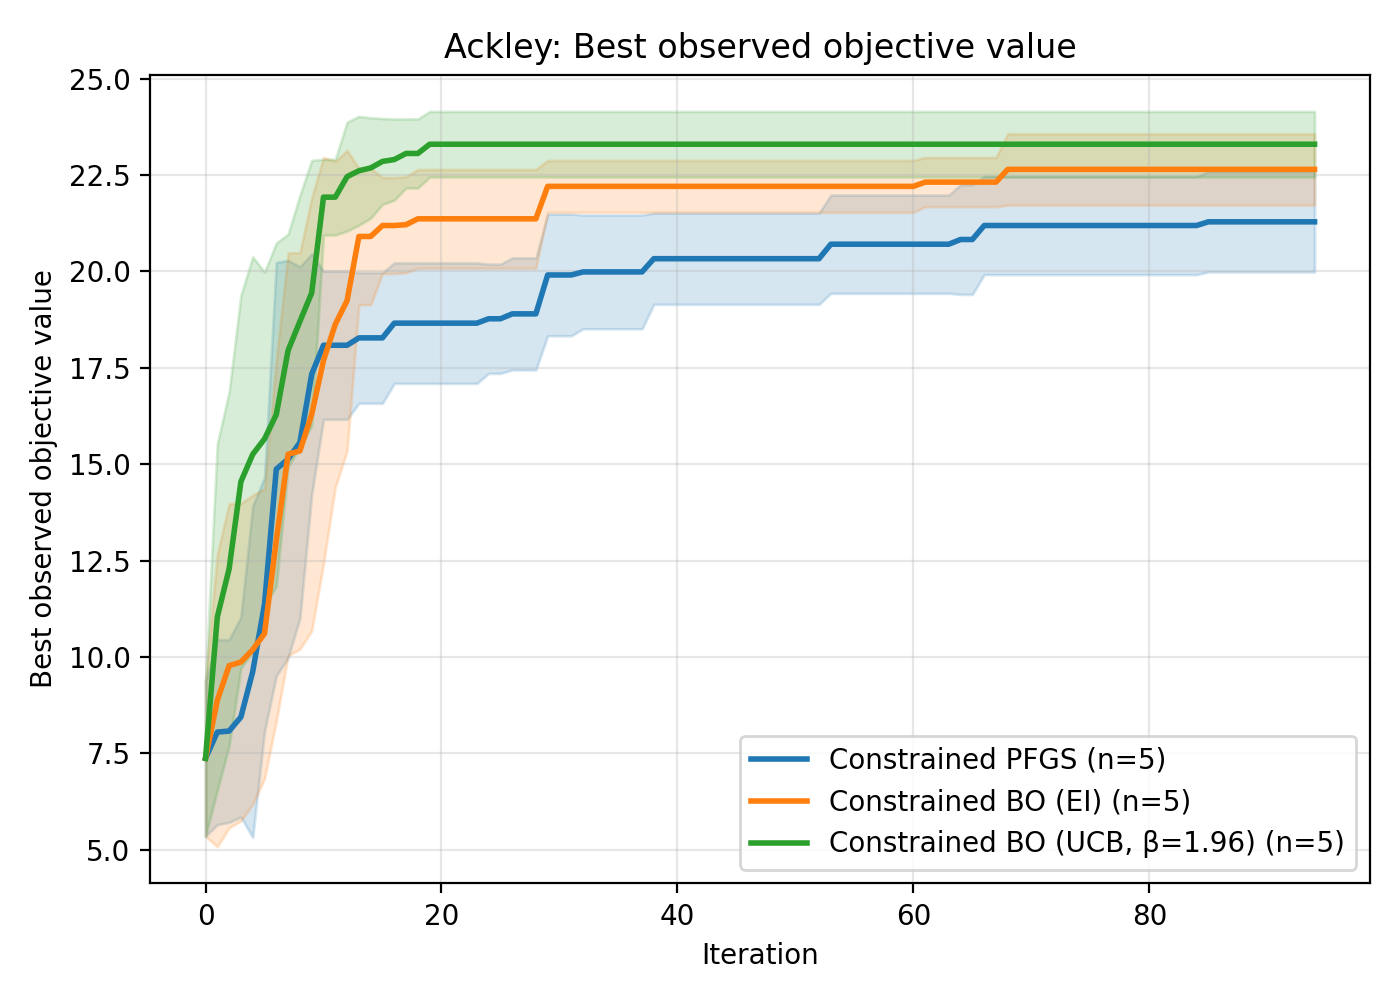 Ackley: Best observed objective value
Best observed objective value
25.0
22.5
20.0
17.5
15.0
12.5
10.0
7.5
5.0
Constrained PFGS (n=5)
Constrained BO (EI) (n=5)
Constrained BO (UCB, β=1.96) (n=5)
0 20 40 60 80
Iteration